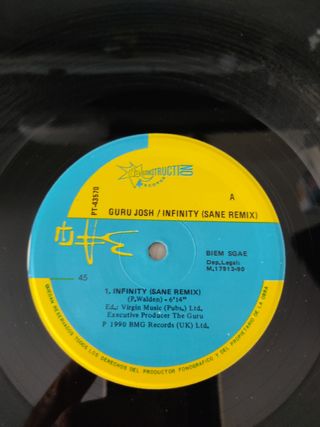 DECONSTRUCTION
RECORDS
PT-43570
GURU JOSH / INFINITY (SANE REMIX)
A
BIEM SGAE
Dep. Legal:
M.17913-90
45
1. INFINITY (SANE REMIX)
(P. Walden) - 6'16"
Ed.: Virgin Music (Pubs.) Ltd.
Executive Producer The Guru
P 1990 BMG Records (UK) Ltd.
QUEDAN RESERVADOS TODOS LOS DERECHOS DEL PRODUCTOR FONOGRAFICO Y DEL PROPIETARIO DE LA OBRA